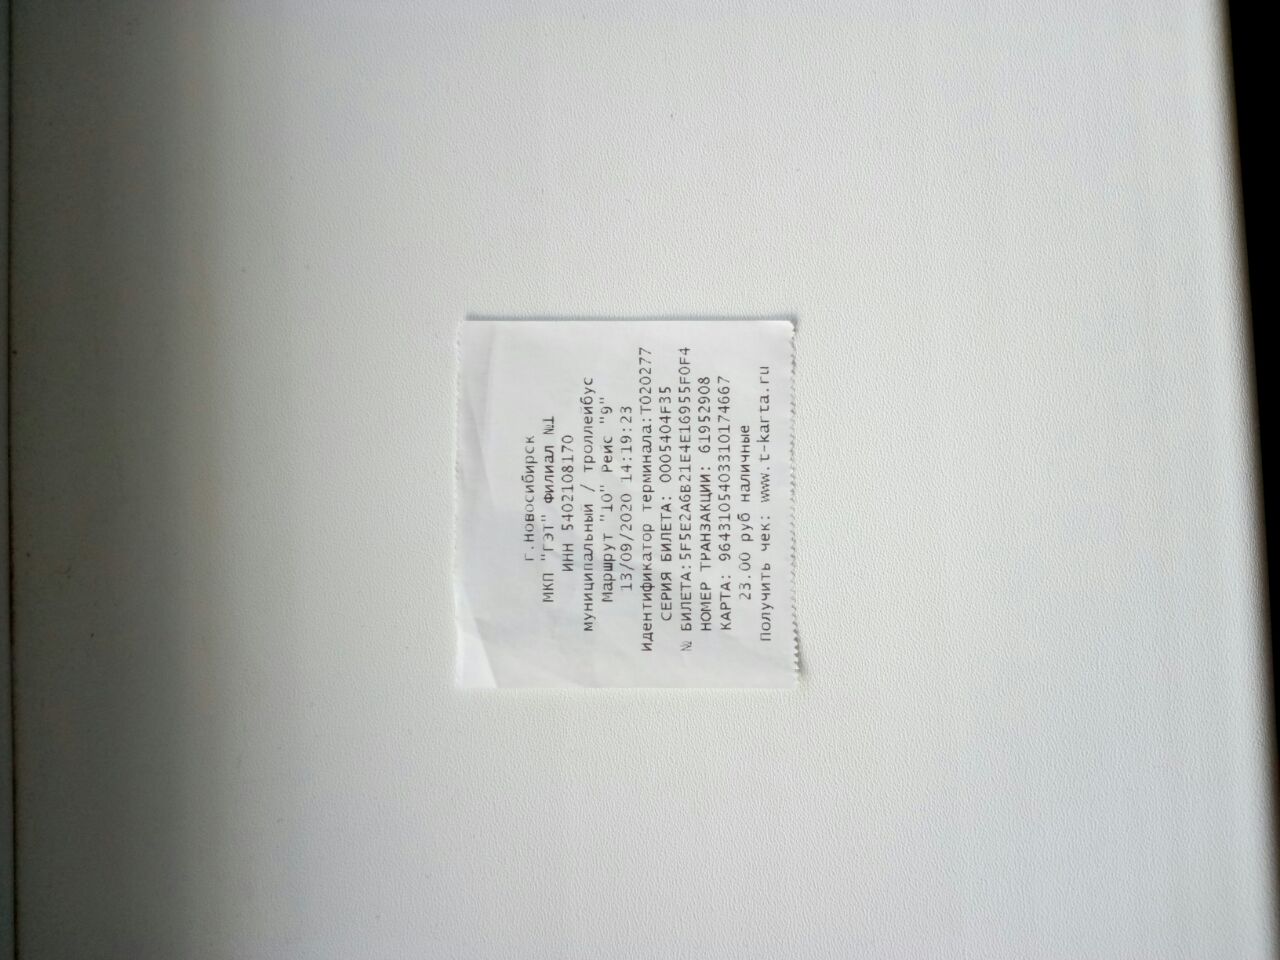 г.Новосибирск
МКП "ГЭТ" Филиал №1
ИНН 5402108170
муниципальный / троллейбус
Маршрут "10" Рейс "9"
13/09/2020 14:19:23
Идентификатор терминала:T020277
СЕРИЯ БИЛЕТА: 0005404F35
№ БИЛЕТА:5F5E2A6B21E4E16955F0F4
НОМЕР ТРАНЗАКЦИИ: 61952908
КАРТА: 9643105403310174667
23.00 руб наличные
Получить чек: www.t-karta.ru